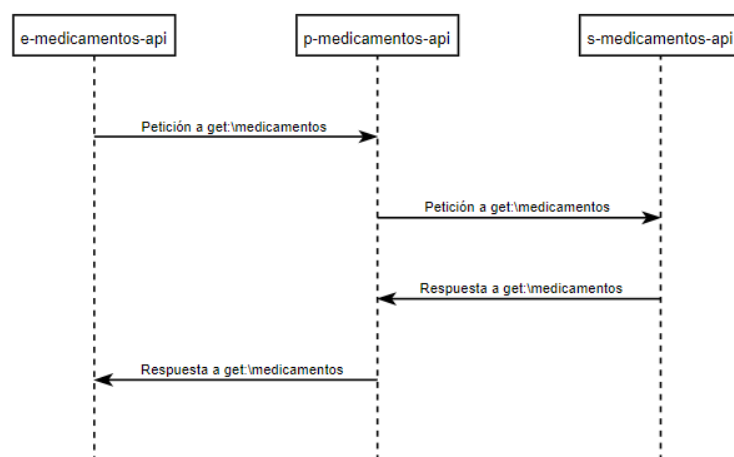 e-medicamentos-api
p-medicamentos-api
s-medicamentos-api
Petición a get:\medicamentos
Petición a get:\medicamentos
Respuesta a get:\medicamentos
Respuesta a get:\medicamentos